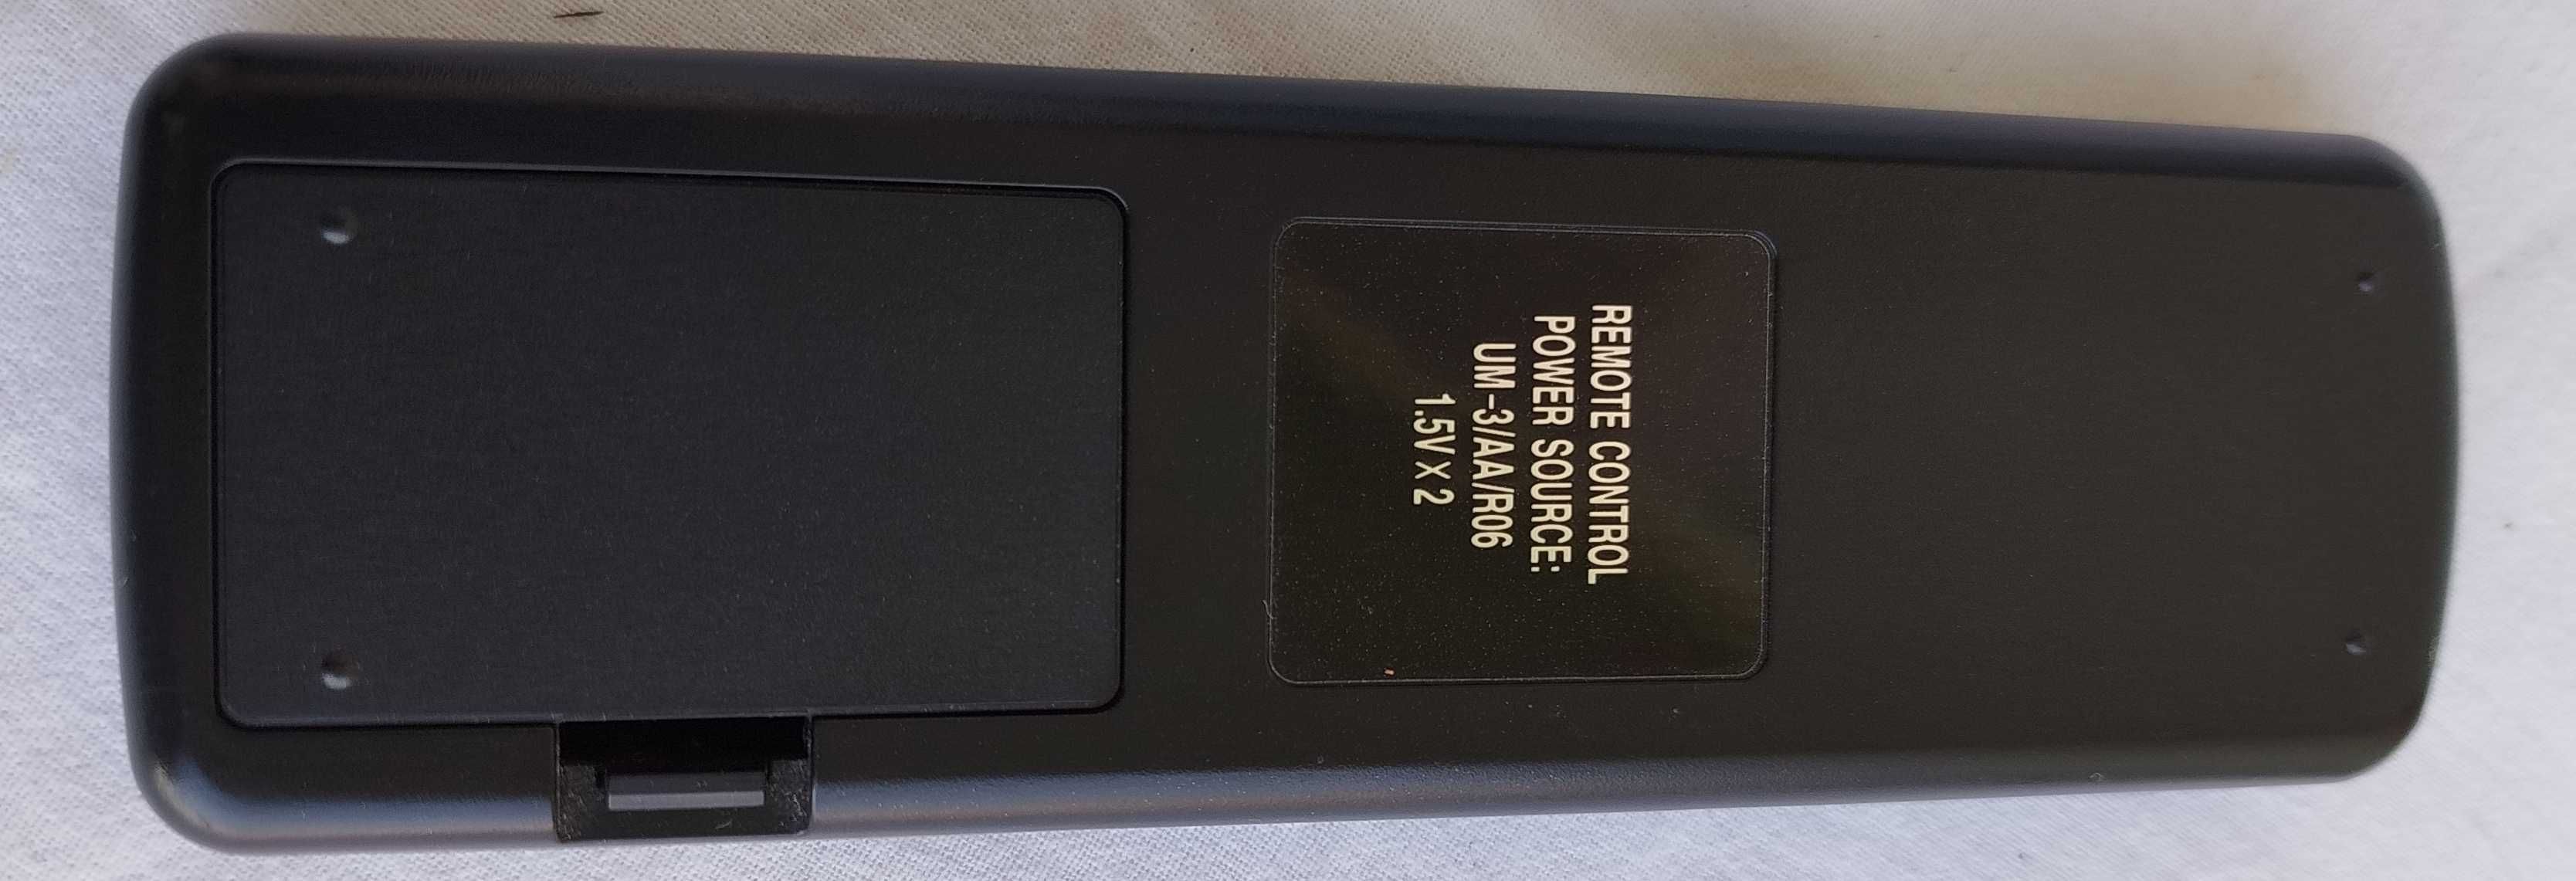 REMOTE CONTROL
POWER SOURCE:
UM-3/AA/R06
1.5V X 2